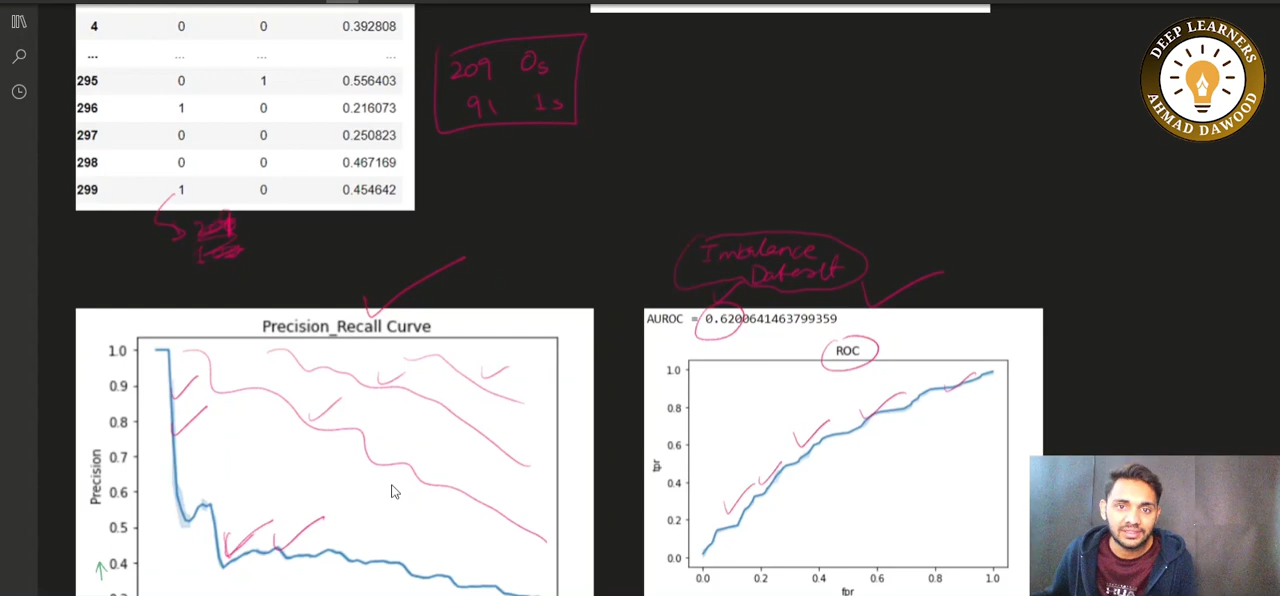 4 0 0 0.392808
... ... ... ...
295 0 1 0.556403
296 1 0 0.216073
297 0 0 0.250823
298 0 0 0.467169
299 1 0 0.454642
209 0s
91 1s
DEEP LEARNERS
AHMAD DAWOOD
Imbalence
Dataset
Precision_Recall Curve
1.0
0.9
0.8
0.7
0.6
0.5
0.4
Precision
AUROC = 0.6200641463799359
ROC
1.0
0.8
0.6
0.4
0.2
0.0
tpr
0.0 0.2 0.4 0.6 0.8 1.0
fpr